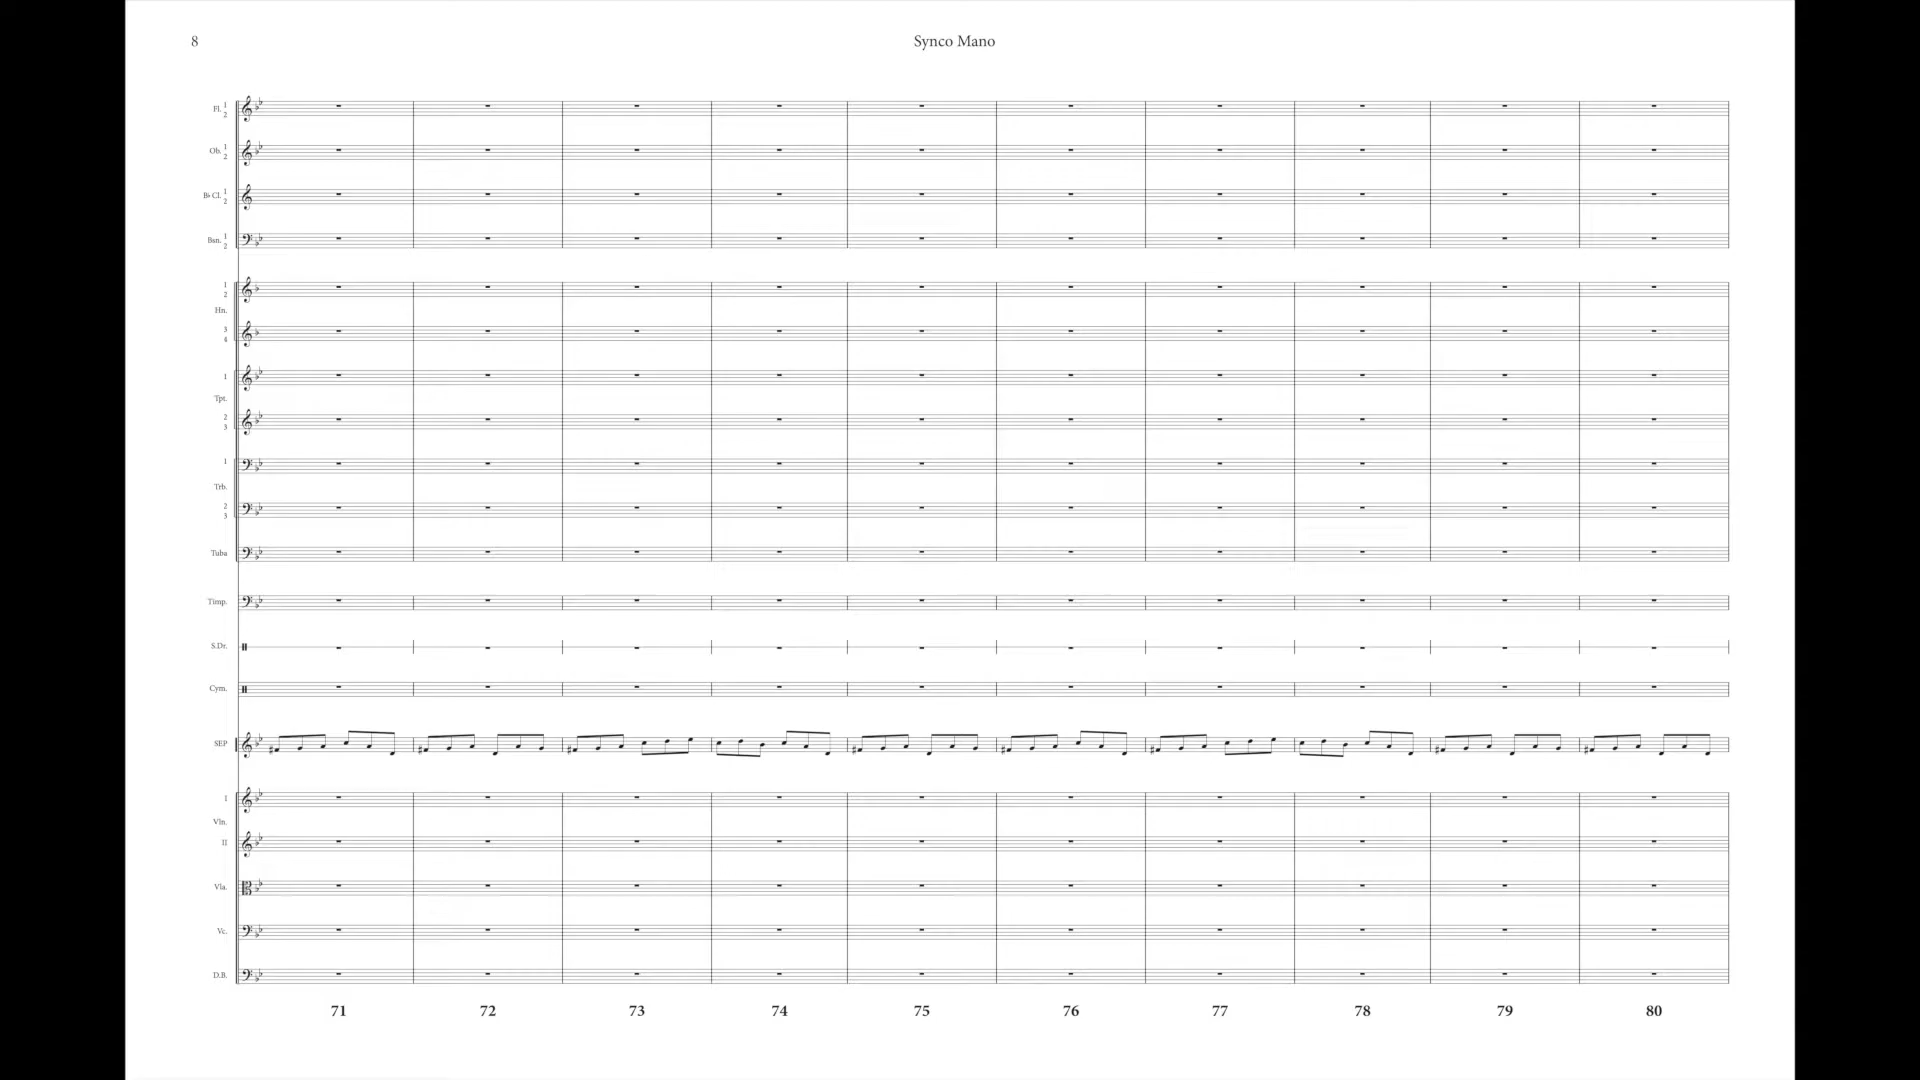 8
Synco Mano
Fl. 1
2
Ob. 1
2
B♭ Cl. 1
2
Bsn. 1
2
1
2
Hn.
3
4
1
Tpt.
2
3
1
Trb.
2
3
Tuba
Timp.
S.Dr.
Cym.
SEP
I
Vln.
II
Vla.
Vc.
D.B.
71 72 73 74 75 76 77 78 79 80